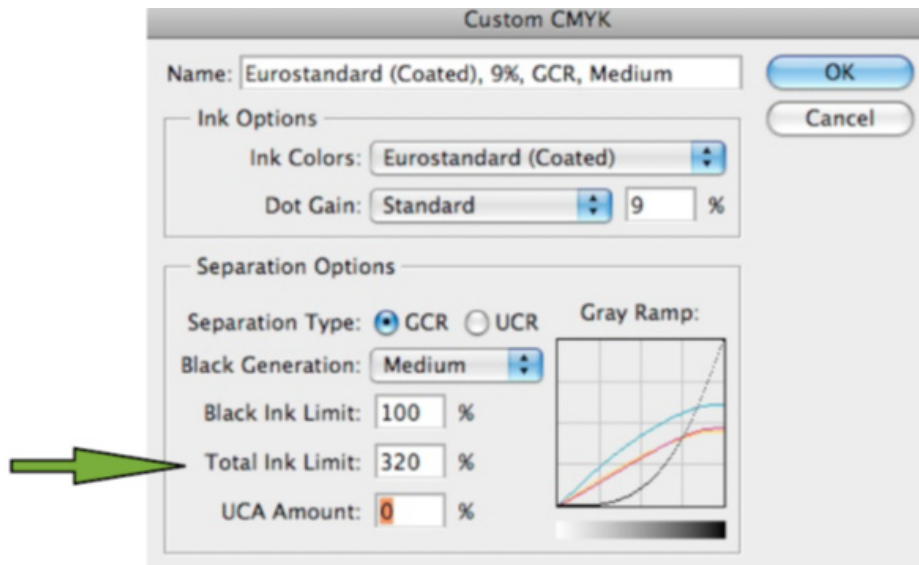 Custom CMYK
Name: Eurostandard (Coated), 9%, GCR, Medium
OK
Cancel
Ink Options
Ink Colors: Eurostandard (Coated)
Dot Gain: Standard 9 %
Separation Options
Separation Type: GCR UCR
Gray Ramp:
Black Generation: Medium
Black Ink Limit: 100 %
Total Ink Limit: 320 %
UCA Amount: 0 %